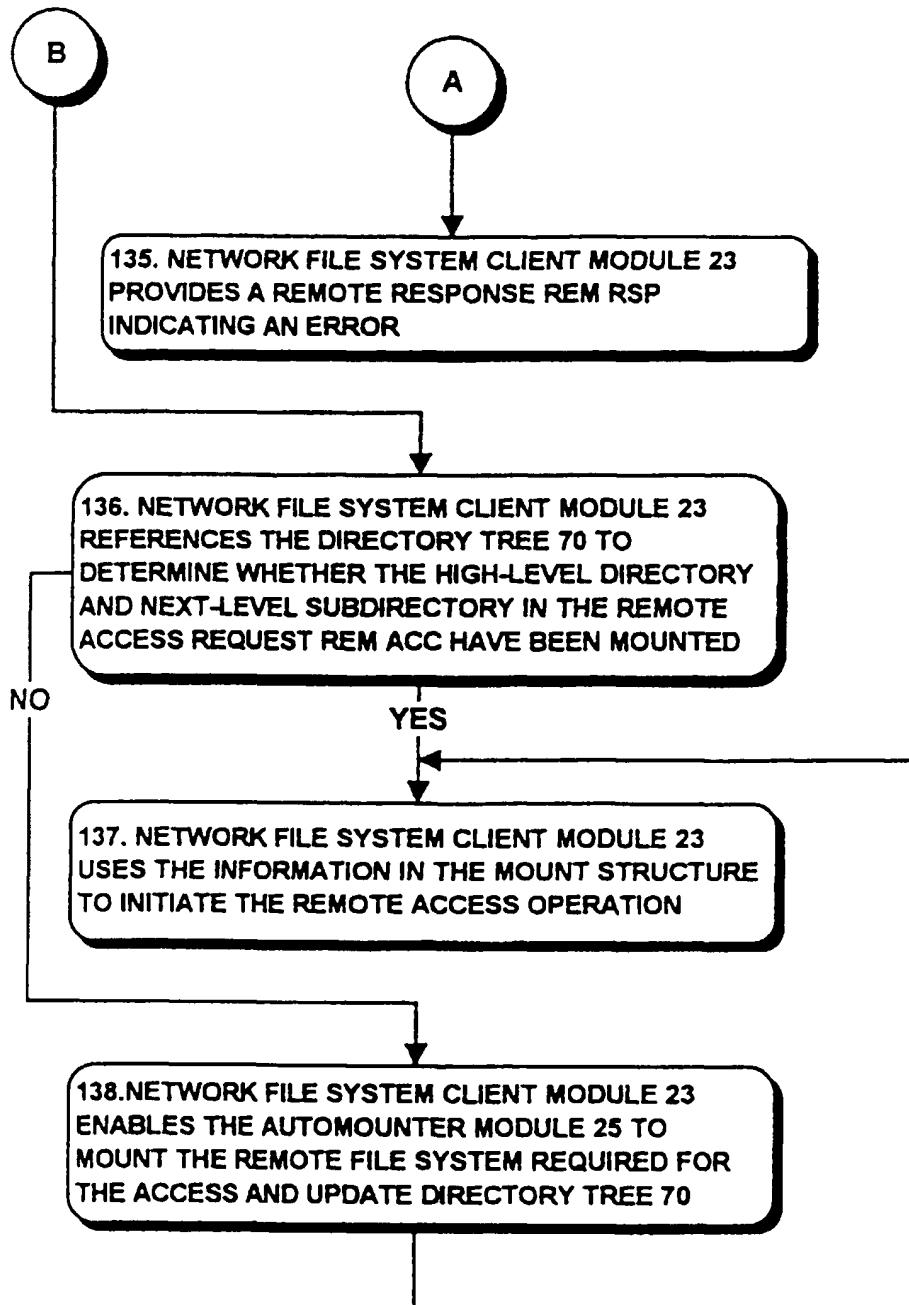 B
A
135. NETWORK FILE SYSTEM CLIENT MODULE 23
PROVIDES A REMOTE RESPONSE REM RSP
INDICATING AN ERROR
136. NETWORK FILE SYSTEM CLIENT MODULE 23
REFERENCES THE DIRECTORY TREE 70 TO
DETERMINE WHETHER THE HIGH-LEVEL DIRECTORY
AND NEXT-LEVEL SUBDIRECTORY IN THE REMOTE
ACCESS REQUEST REM ACC HAVE BEEN MOUNTED
NO
YES
137. NETWORK FILE SYSTEM CLIENT MODULE 23
USES THE INFORMATION IN THE MOUNT STRUCTURE
TO INITIATE THE REMOTE ACCESS OPERATION
138.NETWORK FILE SYSTEM CLIENT MODULE 23
ENABLES THE AUTOMOUNTER MODULE 25 TO
MOUNT THE REMOTE FILE SYSTEM REQUIRED FOR
THE ACCESS AND UPDATE DIRECTORY TREE 70